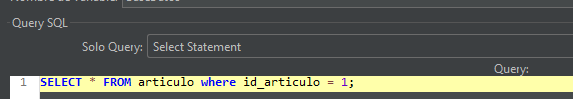 Query SQL
Solo Query: Select Statement
Query:
1 SELECT * FROM articulo where id_articulo = 1;